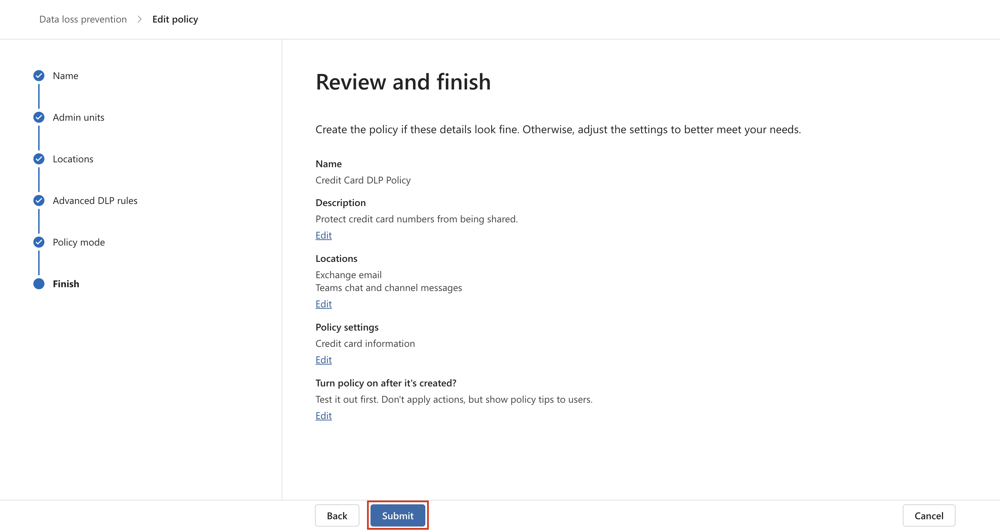 Data loss prevention > Edit policy
Name
Admin units
Locations
Advanced DLP rules
Policy mode
Finish
Review and finish
Create the policy if these details look fine. Otherwise, adjust the settings to better meet your needs.
Name
Credit Card DLP Policy
Description
Protect credit card numbers from being shared.
Edit
Locations
Exchange email
Teams chat and channel messages
Edit
Policy settings
Credit card information
Edit
Turn policy on after it's created?
Test it out first. Don't apply actions, but show policy tips to users.
Edit
Back
Submit
Cancel